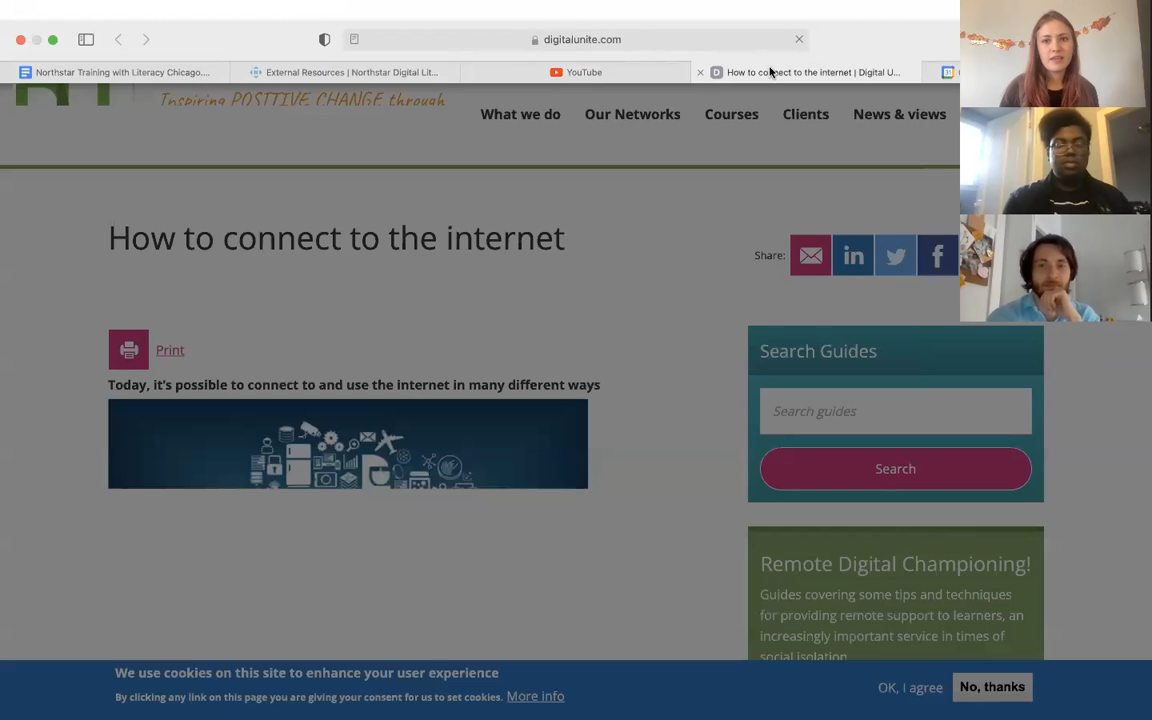 digitalunite.com
Northstar Training with Literacy Chicago....
External Resources | Northstar Digital Lit...
YouTube
How to connect to the internet | Digital U...
Inspiring POSITIVE CHANGE through
What we do
Our Networks
Courses
Clients
News & views
How to connect to the internet
Share:
Print
Today, it's possible to connect to and use the internet in many different ways
Search Guides
Search guides
Search
Remote Digital Championing!
Guides covering some tips and techniques
for providing remote support to learners, an
increasingly important service in times of
social isolation
We use cookies on this site to enhance your user experience
By clicking any link on this page you are giving your consent for us to set cookies. More info
OK, I agree
No, thanks